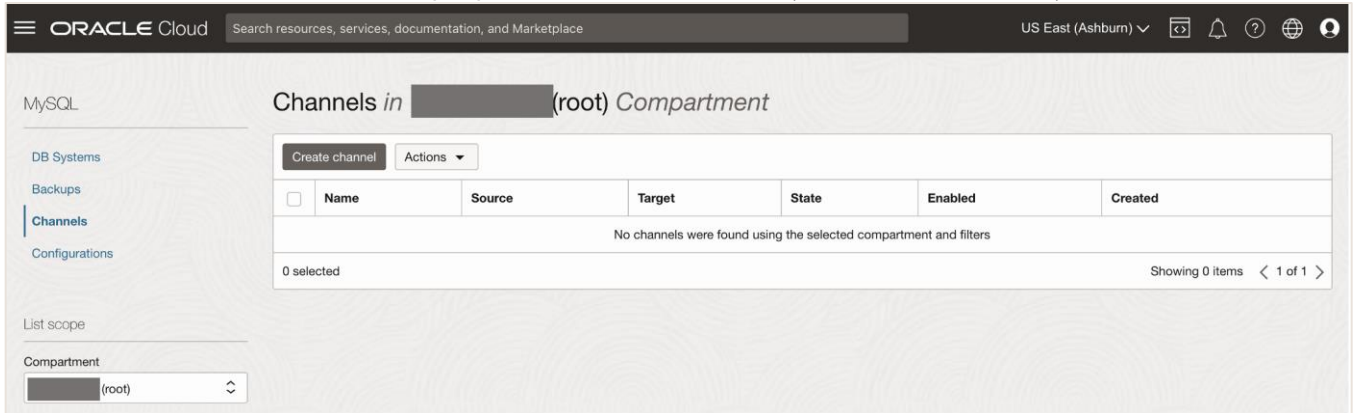 ORACLE Cloud Search resources, services, documentation, and Marketplace US East (Ashburn)
MySQL
DB Systems
Backups
Channels
Configurations
List scope
Compartment
(root)
Channels in (root) Compartment
Create channel Actions
Name Source Target State Enabled Created
No channels were found using the selected compartment and filters
0 selected Showing 0 items < 1 of 1 >